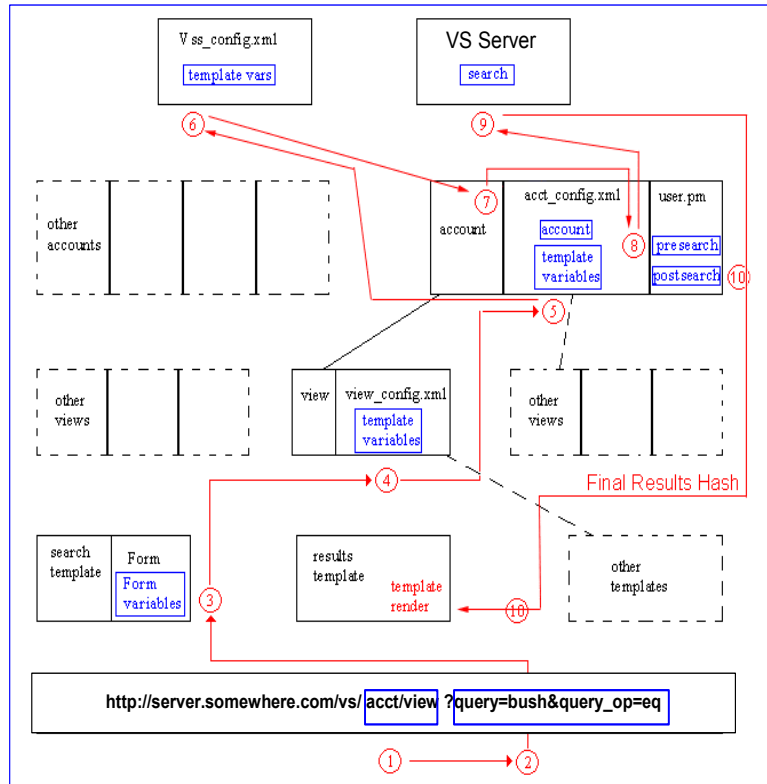 Vss_config.xml
template vars
VS Server
search
6
9
other
accounts
account
7
acct_config.xml
account
template
variables
8
user.pm
presearch
postsearch
10
5
other
views
view
view_config.xml
template
variables
other
views
4
Final Results Hash
search
template
Form
Form
variables
3
results
template
template
render
10
other
templates
http://server.somewhere.com/vs/ acct/view ?query=bush&query_op=eq
1
2